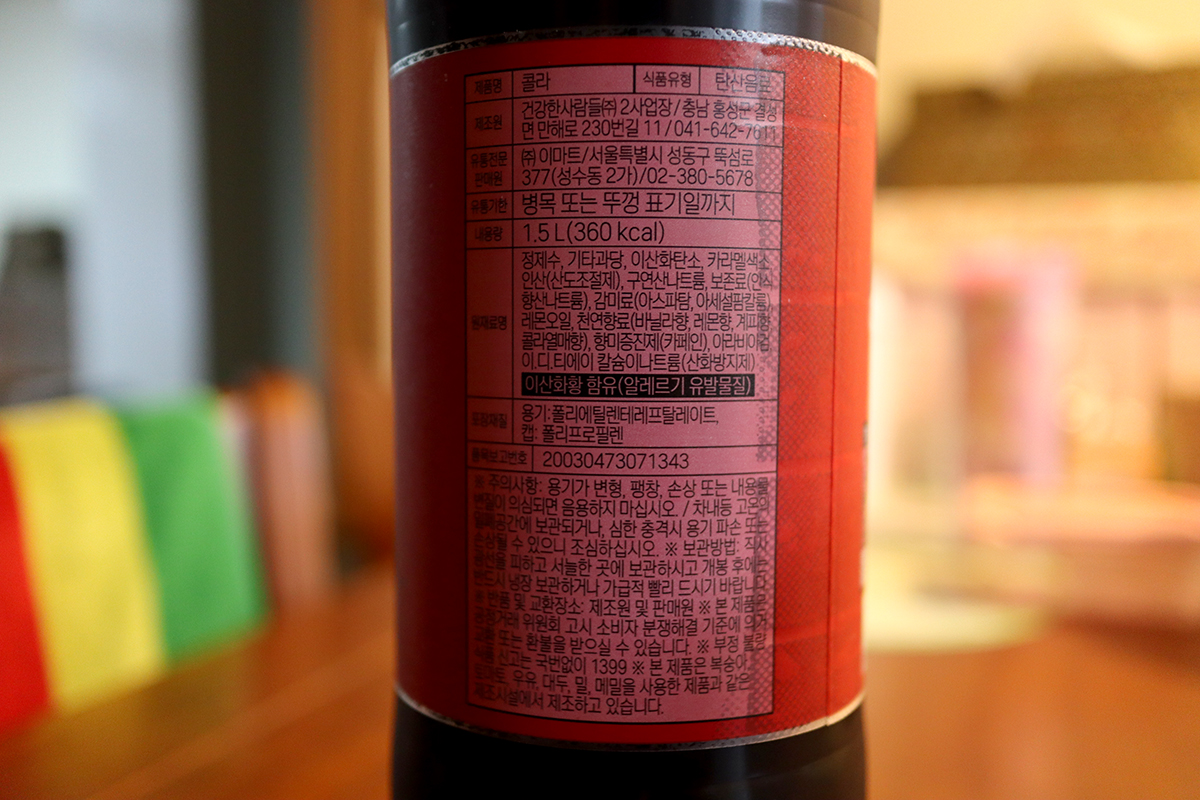 제품명 콜라 식품유형 탄산음료
제조원 건강한사람들㈜ 2사업장 / 충남 홍성군 결성
면 만해로 230번길 11 / 041-642-7611
유통전문 ㈜ 이마트/서울특별시 성동구 뚝섬로
판매원 377(성수동 2가)/02-380-5678
유통기한 병목 또는 뚜껑 표기일까지
내용량 1.5 L(360 kcal)
정제수, 기타과당, 이산화탄소, 카라멜색소,
인산(산도조절제), 구연산나트륨, 보존료(안식
향산나트륨), 감미료(아스파탐, 아세설팜칼륨),
원재료명 레몬오일, 천연향료(바닐라향, 레몬향, 계피향,
콜라열매향), 향미증진제(카페인), 아라비아검,
이.디.티에이 칼슘이나트륨(산화방지제)
이산화황 함유(알레르기 유발물질)
포장재질 용기:폴리에틸렌테레프탈레이트,
캡: 폴리프로필렌
품목보고번호 20030473071343
※ 주의사항: 용기가 변형, 팽창, 손상 또는 내용물
변질이 의심되면 음용하지 마십시오. / 차내등 고온의
밀폐공간에 보관되거나, 심한 충격시 용기 파손 또는
손상될 수 있으니 조심하십시오. ※ 보관방법: 직사
광선을 피하고 서늘한 곳에 보관하시고 개봉 후에는
반드시 냉장 보관하거나 가급적 빨리 드시기 바랍니다.
※ 반품 및 교환장소: 제조원 및 판매원 ※ 본 제품은
공정거래 위원회 고시 소비자 분쟁해결 기준에 의거
교환 또는 환불을 받으실 수 있습니다. ※ 부정 불량
식품 신고는 국번없이 1399 ※ 본 제품은 복숭아,
토마토, 우유, 대두, 밀, 메밀을 사용한 제품과 같은
제조시설에서 제조하고 있습니다.